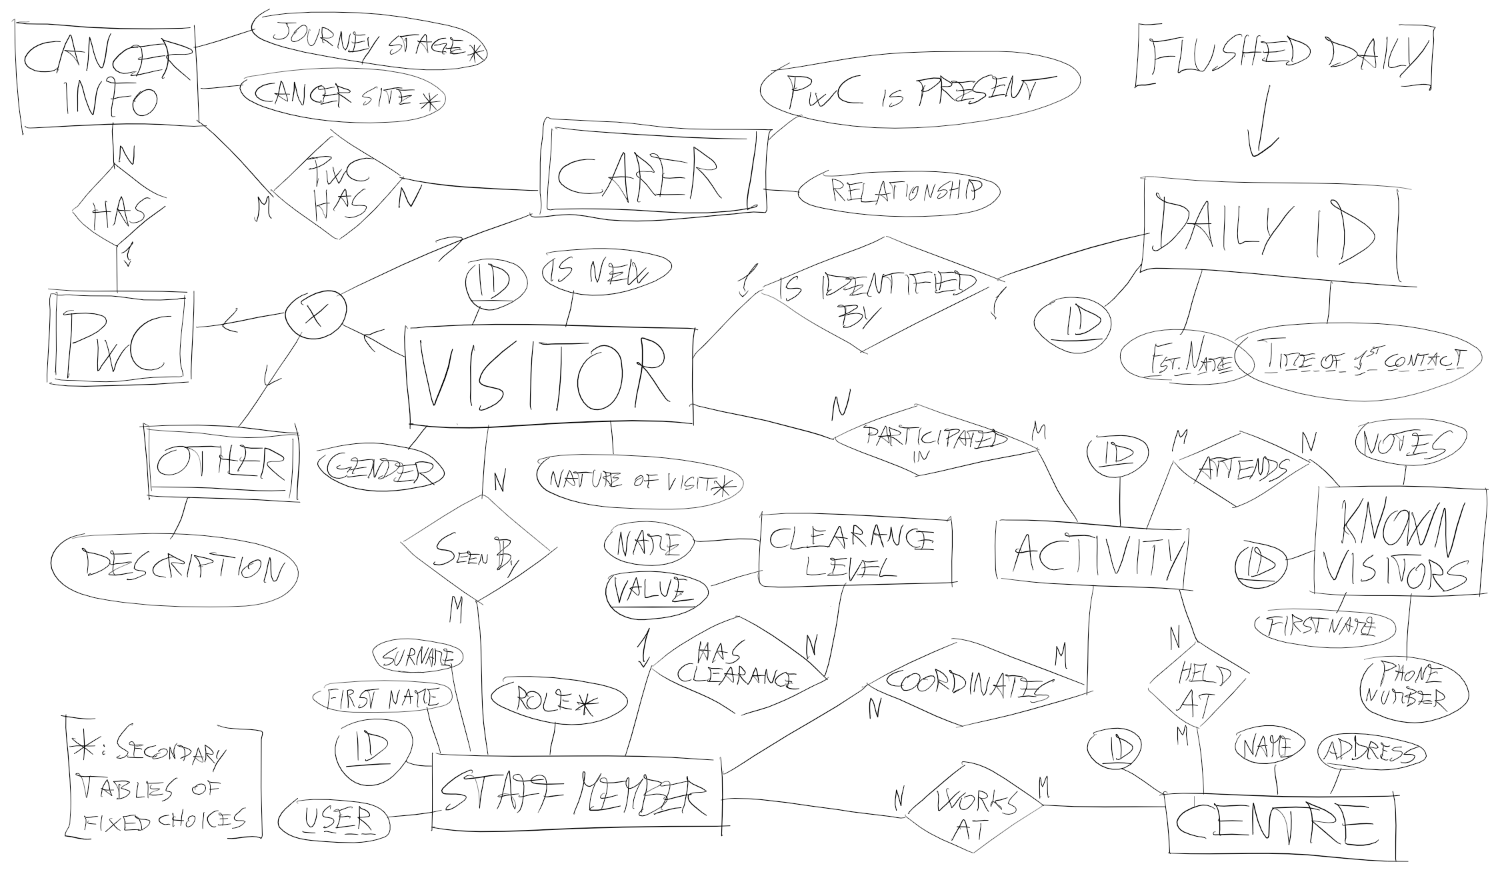 CANCER
INFO
JOURNEY STAGE*
CANCER SITE*
PWC IS PRESENT
[FLUSHED DAILY]
N
HAS
1
M
PWC
HAS
N
CARER
RELATIONSHIP
DAILY ID
ID
FST. NAME
TITLE OF 1ST CONTACT
1
IS IDENTIFIED
BY
1
PWC
X
ID
IS NEW
VISITOR
GENDER
NATURE OF VISIT*
OTHER
DESCRIPTION
N
PARTICIPATED
IN
M
ID
M
ATTENDS
N
NOTES
KNOWN
VISITORS
ID
FIRST NAME
PHONE
NUMBER
ACTIVITY
N
SEEN BY
M
NAME
VALUE
CLEARANCE
LEVEL
1
HAS
CLEARANCE
N
N
COORDINATES
M
N
HELD
AT
M
SURNAME
FIRST NAME
ID
ROLE*
USER
STAFF MEMBER
N
WORKS
AT
M
ID
NAME
ADDRESS
CENTRE
*: SECONDARY
TABLES OF
FIXED CHOICES